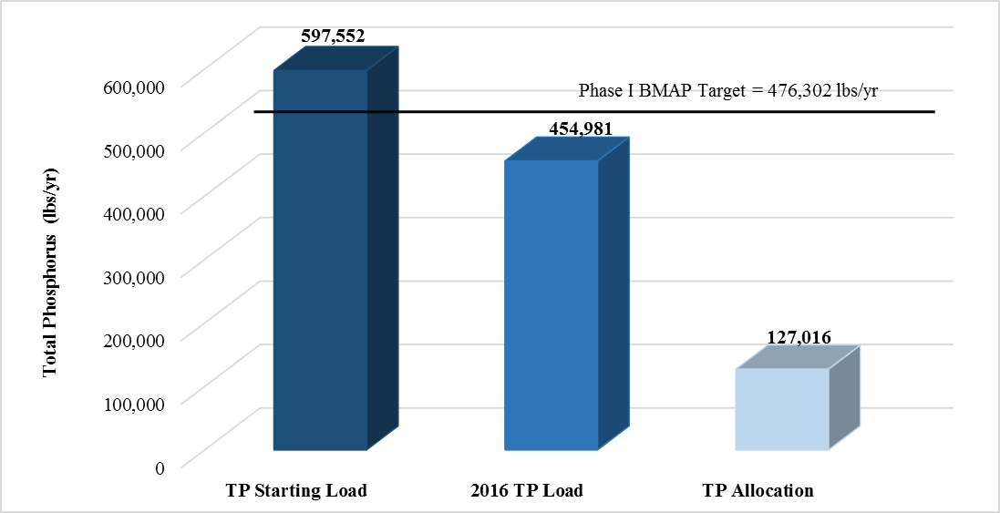 597,552
600,000
Phase I BMAP Target = 476,302 lbs/yr
454,981
500,000
400,000
300,000
127,016
200,000
100,000
0
Total Phosphorus (lbs/yr)
TP Starting Load
2016 TP Load
TP Allocation